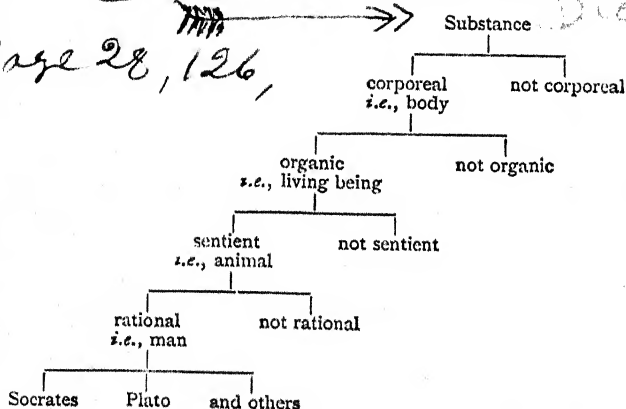 Substance
Page 28, 126,
corporeal not corporeal
i.e., body
organic not organic
i.e., living being
sentient not sentient
i.e., animal
rational not rational
i.e., man
Socrates Plato and others